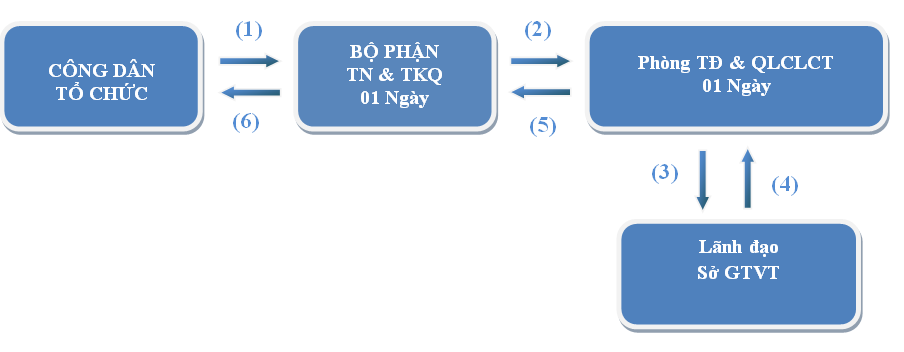 (1)
(2)
CÔNG DÂN
TỔ CHỨC
BỘ PHẬN
TN & TKQ
01 Ngày
Phòng TĐ & QLCLCT
01 Ngày
(6)
(5)
(3)
(4)
Lãnh đạo
Sở GTVT